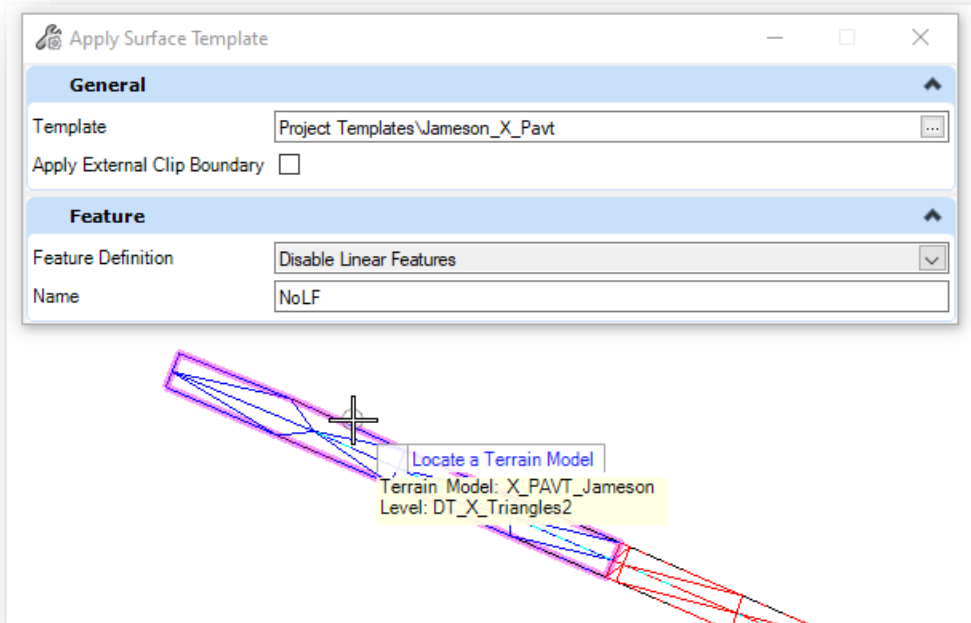 Apply Surface Template
General
Template Project Templates\Jameson_X_Pavt ...
Apply External Clip Boundary
Feature
Feature Definition Disable Linear Features
Name NoLF
Locate a Terrain Model
Terrain Model: X_PAVT_Jameson
Level: DT_X_Triangles2